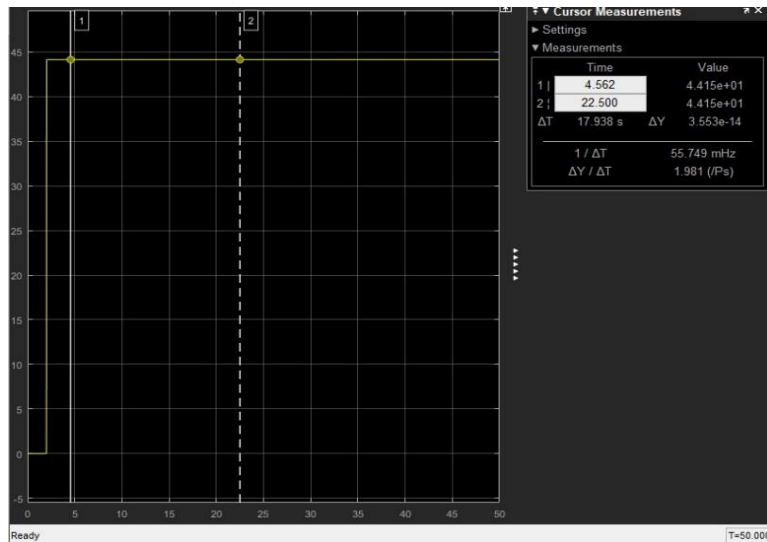 1
2
45
40
35
30
25
20
15
10
5
0
-5
0 5 10 15 20 25 30 35 40 45 50
Ready
T=50.000
▼ Cursor Measurements
► Settings
▼ Measurements
Time Value
1 | 4.562 4.415e+01
2 ¦ 22.500 4.415e+01
ΔT 17.938 s ΔY 3.553e-14
1 / ΔT 55.749 mHz
ΔY / ΔT 1.981 (/Ps)